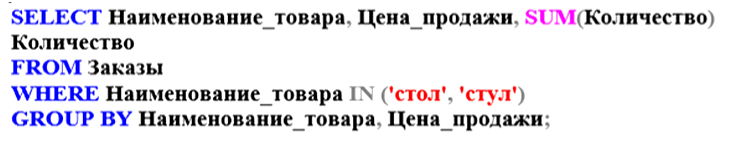 SELECT Наименование_товара, Цена_продажи, SUM(Количество)
Количество
FROM Заказы
WHERE Наименование_товара IN ('стол', 'стул')
GROUP BY Наименование_товара, Цена_продажи;